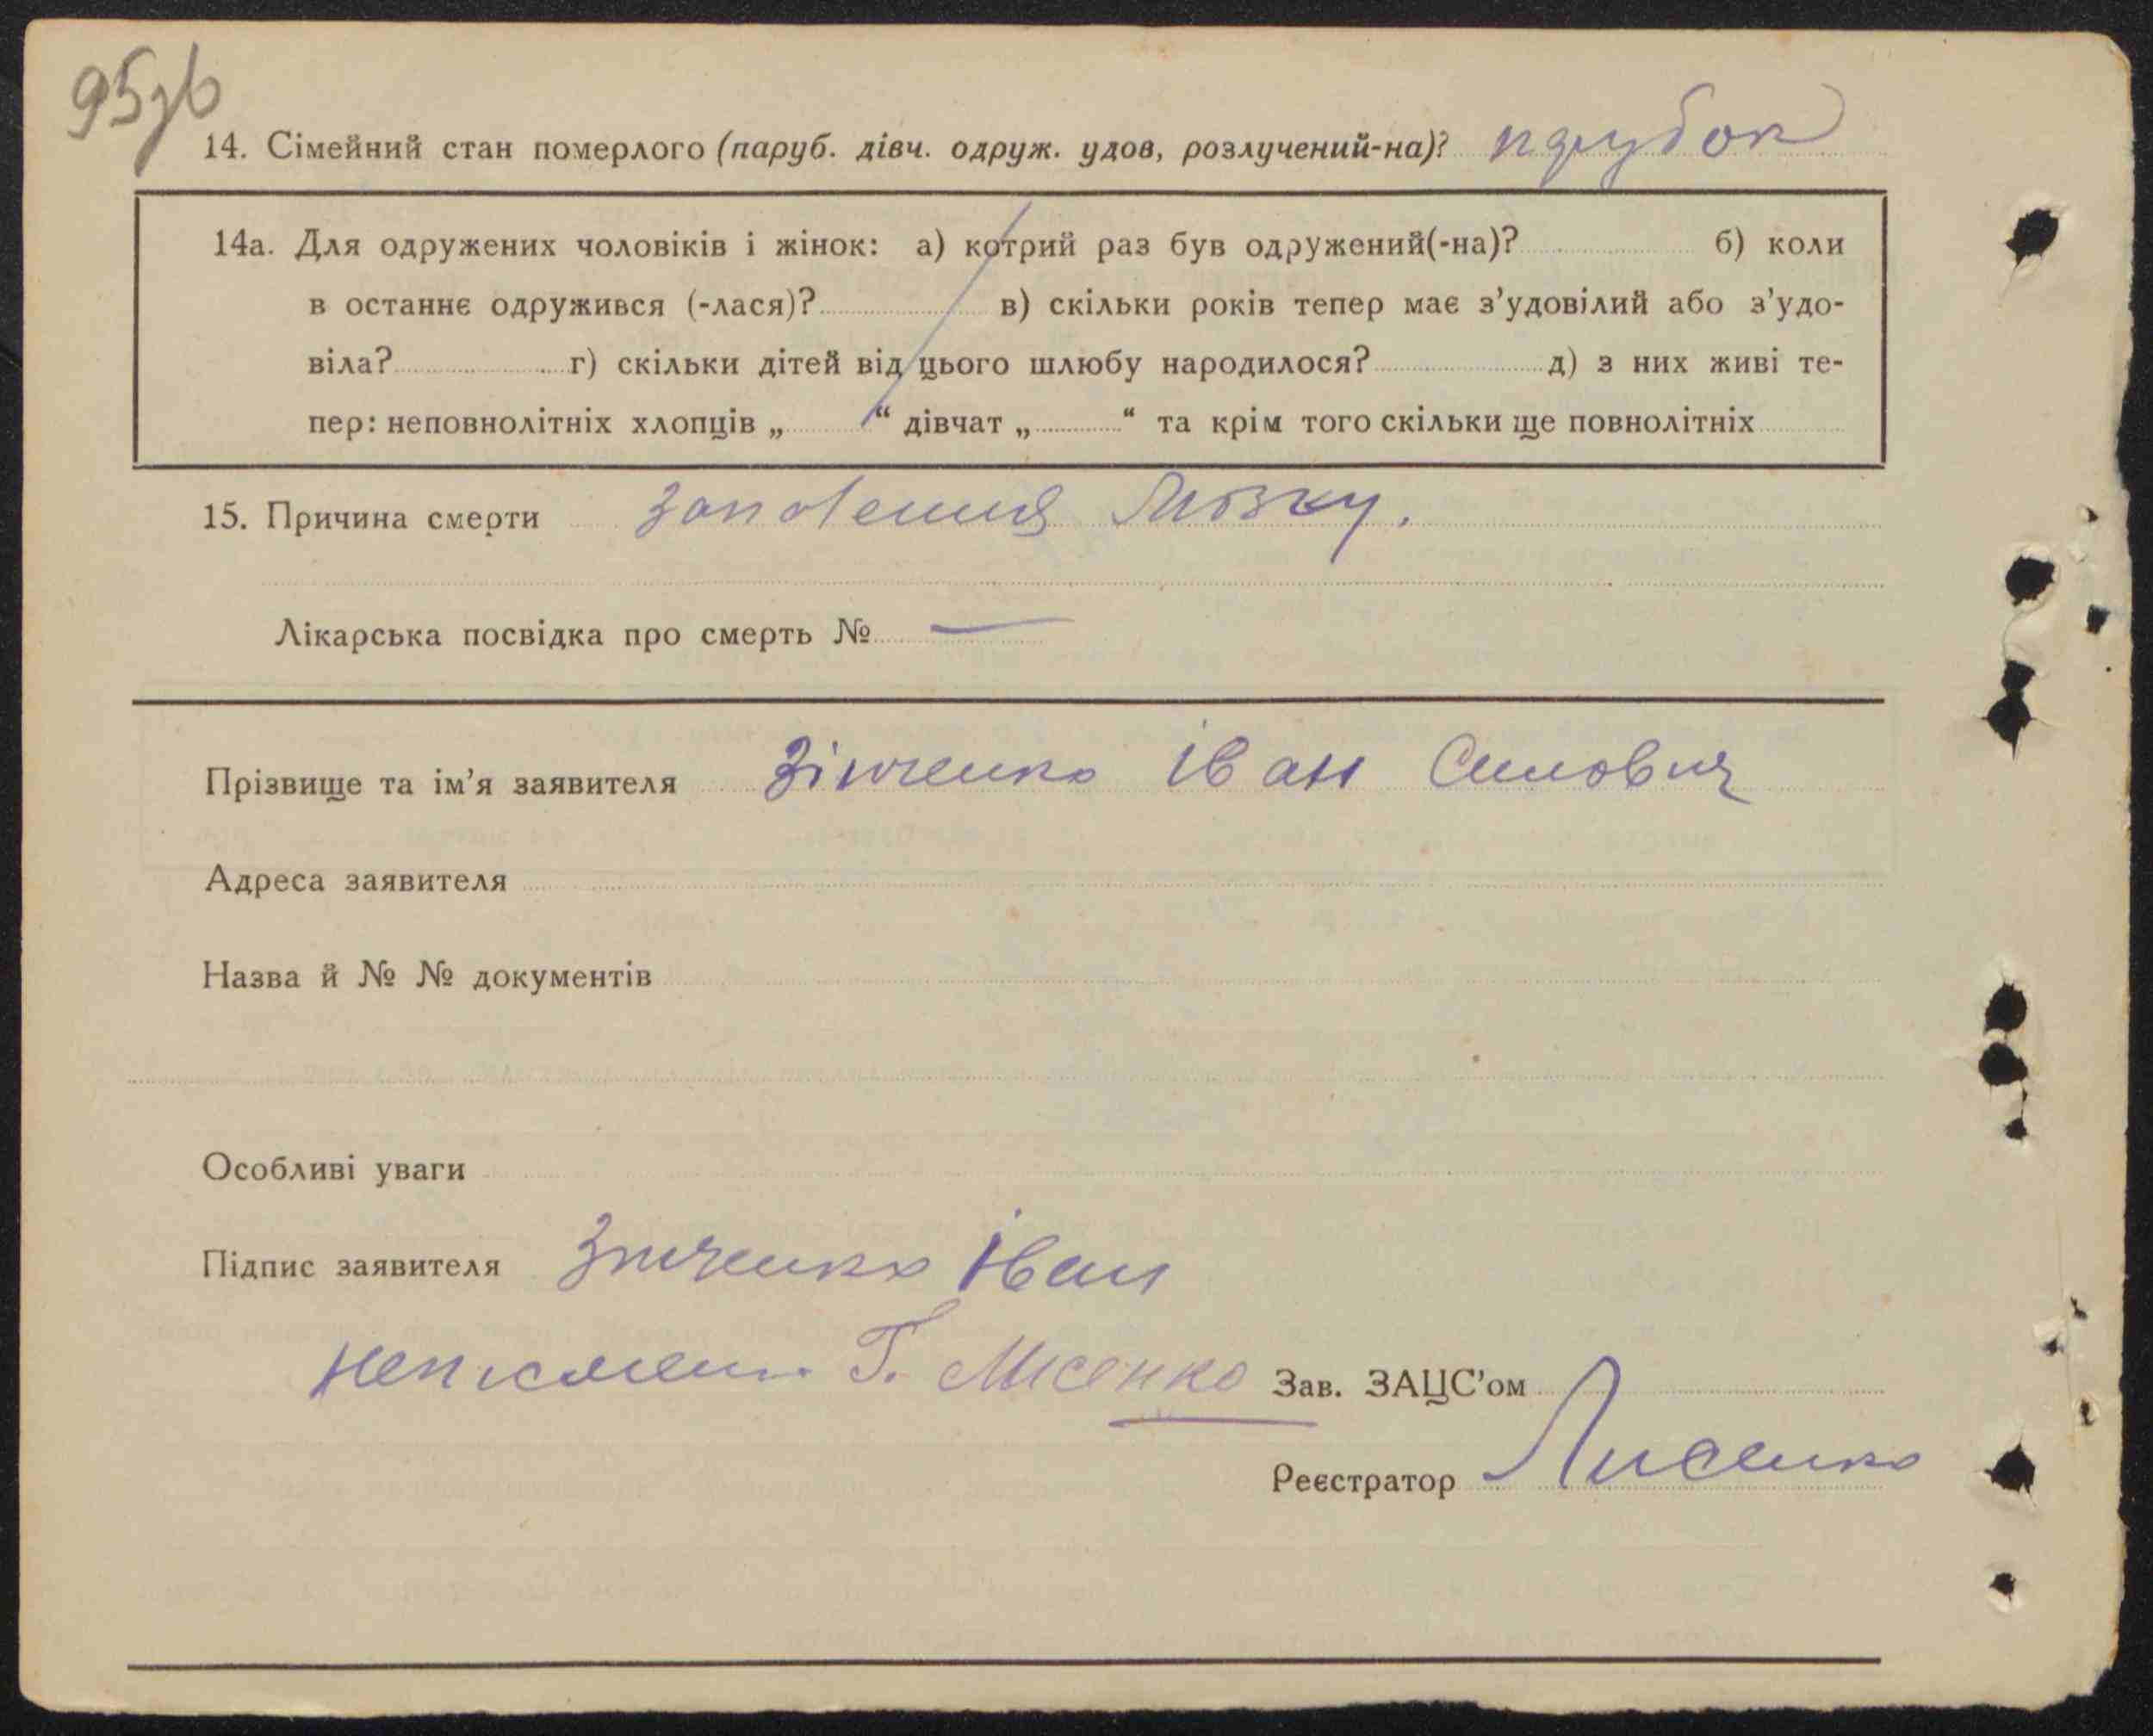 95зв
14. Сімейний стан померлого (паруб. дівч. одруж. удов, розлучений-на)? парубок
14а. Для одружених чоловіків і жінок: а) котрий раз був одружений(-на)? б) коли
в останнє одружився (-лася)? в) скільки років тепер має з’удовілий або з’удо-
віла? г) скільки дітей від цього шлюбу народилося? д) з них живі те-
пер: неповнолітніх хлопців „ “ дівчат „ “ та крім того скільки ще повнолітніх
15. Причина смерти запалення мозку.
Лікарська посвідка про смерть № —
Прізвище та ім’я заявителя Зінченко Іван Силович
Адреса заявителя
Назва й № № документів
Особливі уваги
Підпис заявителя Зінченко Іван
Г. Лисенко Зав. ЗАЦС’ом
Реєстратор Лисенко